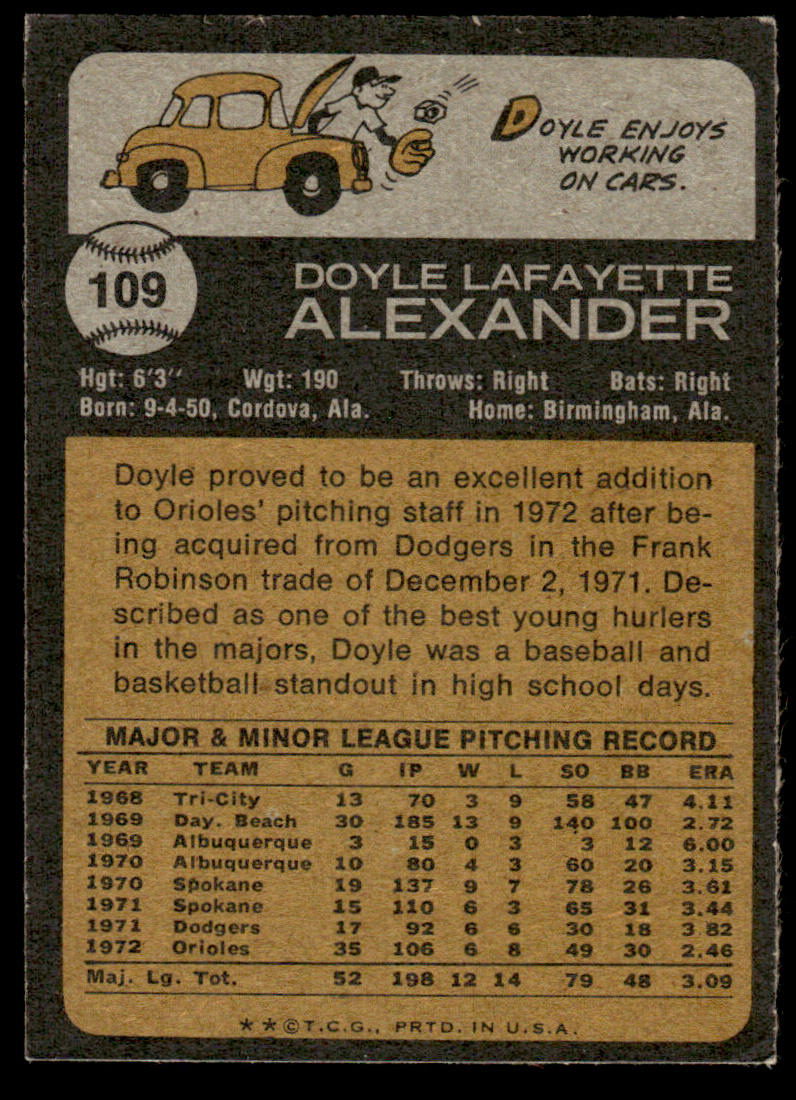 DOYLE ENJOYS
WORKING
ON CARS.
109
DOYLE LAFAYETTE
ALEXANDER
Hgt: 6'3" Wgt: 190 Throws: Right Bats: Right
Born: 9-4-50, Cordova, Ala. Home: Birmingham, Ala.
Doyle proved to be an excellent addition
to Orioles' pitching staff in 1972 after be-
ing acquired from Dodgers in the Frank
Robinson trade of December 2, 1971. De-
scribed as one of the best young hurlers
in the majors, Doyle was a baseball and
basketball standout in high school days.
MAJOR & MINOR LEAGUE PITCHING RECORD
YEAR TEAM G IP W L SO BB ERA
1968 Tri-City 13 70 3 9 58 47 4.11
1969 Day. Beach 30 185 13 9 140 100 2.72
1969 Albuquerque 3 15 0 3 3 12 6.00
1970 Albuquerque 10 80 4 3 60 20 3.15
1970 Spokane 19 137 9 7 78 26 3.61
1971 Spokane 15 110 6 3 65 31 3.44
1971 Dodgers 17 92 6 6 30 18 3.82
1972 Orioles 35 106 6 8 49 30 2.46
Maj. Lg. Tot. 52 198 12 14 79 48 3.09
**©T.C.G., PRTD. IN U.S.A.